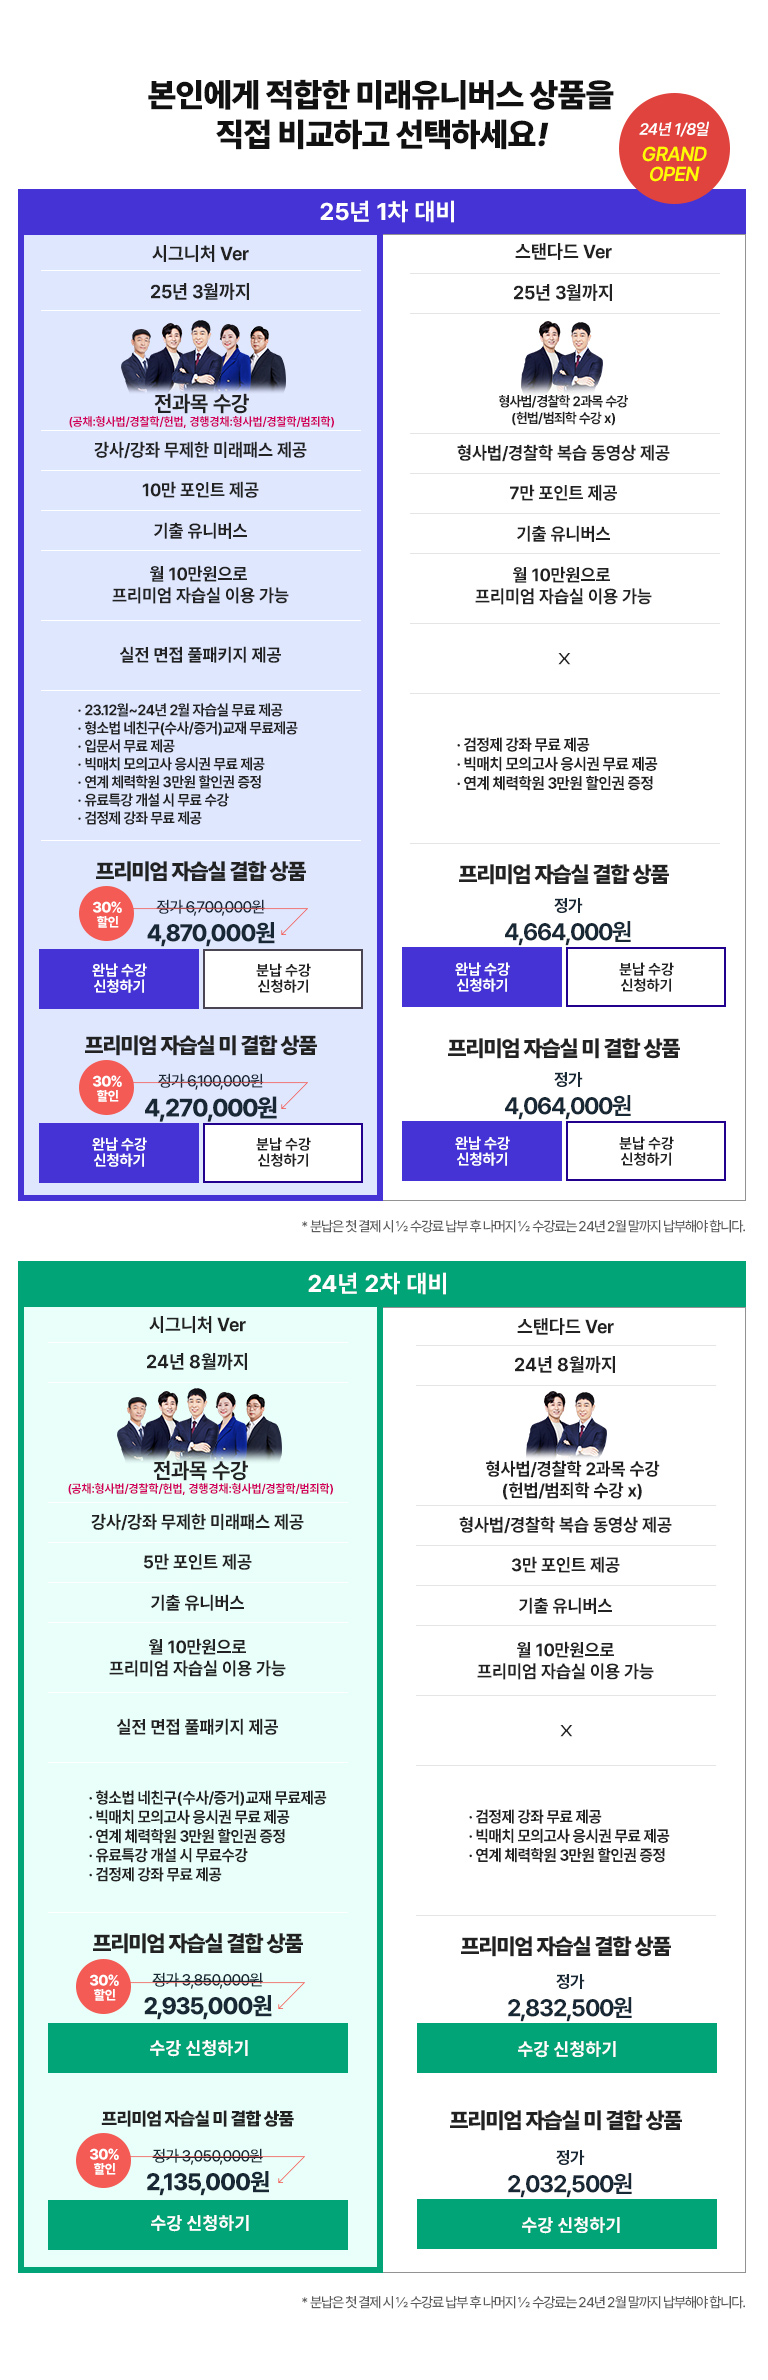 본인에게 적합한 미래유니버스 상품을
직접 비교하고 선택하세요!
24년 1/8일
GRAND
OPEN
25년 1차 대비
시그니처 Ver
25년 3월까지
전과목 수강
(공채:형사법/경찰학/헌법, 경행경채:형사법/경찰학/범죄학)
강사/강좌 무제한 미래패스 제공
10만 포인트 제공
기출 유니버스
월 10만원으로
프리미엄 자습실 이용 가능
실전 면접 풀패키지 제공
· 23.12월~24년 2월 자습실 무료 제공
· 형소법 네친구(수사/증거)교재 무료제공
· 입문서 무료 제공
· 빅매치 모의고사 응시권 무료 제공
· 연계 체력학원 3만원 할인권 증정
· 유료특강 개설 시 무료 수강
· 검정제 강좌 무료 제공
프리미엄 자습실 결합 상품
30%
할인
정가 6,700,000원
4,870,000원
완납 수강
신청하기
분납 수강
신청하기
프리미엄 자습실 미 결합 상품
30%
할인
정가 6,100,000원
4,270,000원
완납 수강
신청하기
분납 수강
신청하기
스탠다드 Ver
25년 3월까지
형사법/경찰학 2과목 수강
(헌법/범죄학 수강 x)
형사법/경찰학 복습 동영상 제공
7만 포인트 제공
기출 유니버스
월 10만원으로
프리미엄 자습실 이용 가능
X
· 검정제 강좌 무료 제공
· 빅매치 모의고사 응시권 무료 제공
· 연계 체력학원 3만원 할인권 증정
프리미엄 자습실 결합 상품
정가
4,664,000원
완납 수강
신청하기
분납 수강
신청하기
프리미엄 자습실 미 결합 상품
정가
4,064,000원
완납 수강
신청하기
분납 수강
신청하기
* 분납은 첫 결제 시 ½ 수강료 납부 후 나머지 ½ 수강료는 24년 2월 말까지 납부해야 합니다.
24년 2차 대비
시그니처 Ver
24년 8월까지
전과목 수강
(공채:형사법/경찰학/헌법, 경행경채:형사법/경찰학/범죄학)
강사/강좌 무제한 미래패스 제공
5만 포인트 제공
기출 유니버스
월 10만원으로
프리미엄 자습실 이용 가능
실전 면접 풀패키지 제공
· 형소법 네친구(수사/증거)교재 무료제공
· 빅매치 모의고사 응시권 무료 제공
· 연계 체력학원 3만원 할인권 증정
· 유료특강 개설 시 무료수강
· 검정제 강좌 무료 제공
프리미엄 자습실 결합 상품
30%
할인
정가 3,850,000원
2,935,000원
수강 신청하기
프리미엄 자습실 미 결합 상품
30%
할인
정가 3,050,000원
2,135,000원
수강 신청하기
스탠다드 Ver
24년 8월까지
형사법/경찰학 2과목 수강
(헌법/범죄학 수강 x)
형사법/경찰학 복습 동영상 제공
3만 포인트 제공
기출 유니버스
월 10만원으로
프리미엄 자습실 이용 가능
X
· 검정제 강좌 무료 제공
· 빅매치 모의고사 응시권 무료 제공
· 연계 체력학원 3만원 할인권 증정
프리미엄 자습실 결합 상품
정가
2,832,500원
수강 신청하기
프리미엄 자습실 미 결합 상품
정가
2,032,500원
수강 신청하기
* 분납은 첫 결제 시 ½ 수강료 납부 후 나머지 ½ 수강료는 24년 2월 말까지 납부해야 합니다.